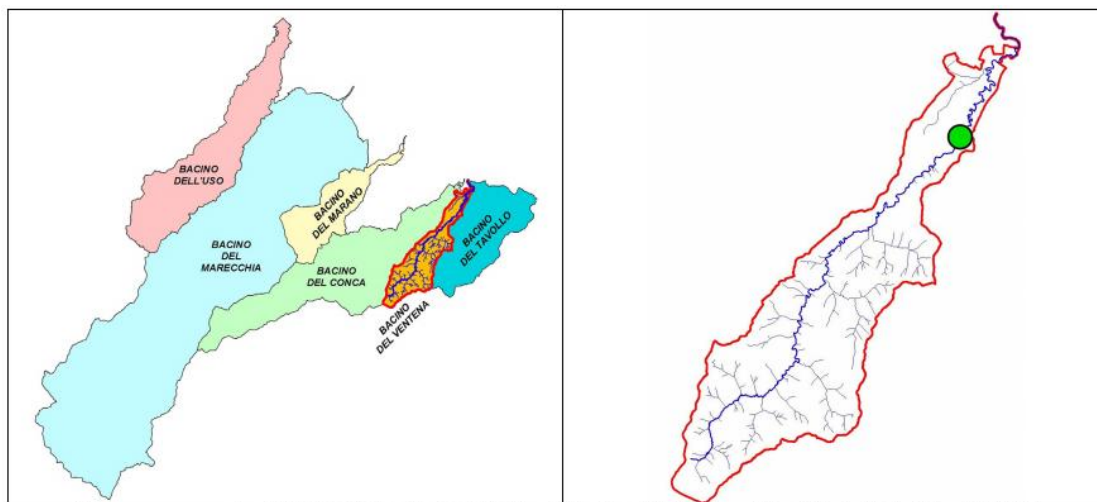 BACINO
DELL'USO
BACINO
DEL MARANO
BACINO
DEL
MARECCHIA
BACINO
DEL TAVOLLO
BACINO
DEL CONCA
BACINO
DEL VENTENA